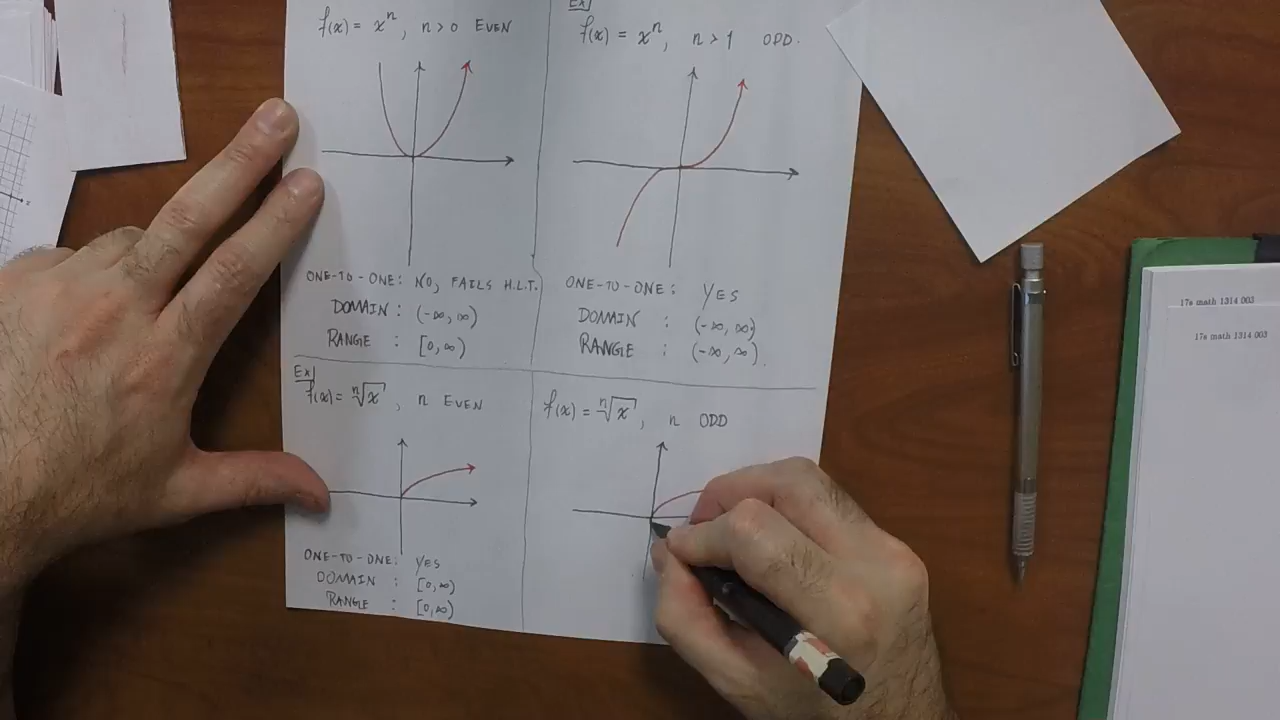 f(x) = xⁿ, n > 0 EVEN
ONE-TO-ONE: NO, FAILS H.L.T.
DOMAIN : (-∞, ∞)
RANGE : [0, ∞)
Ex
f(x) = xⁿ, n > 1 ODD.
ONE-TO-ONE: YES
DOMAIN : (-∞, ∞)
RANGE : (-∞, ∞).
Ex
f(x) = ⁿ√x, n EVEN
ONE-TO-ONE: YES
DOMAIN : [0, ∞)
RANGE : [0, ∞)
f(x) = ⁿ√x, n ODD
17s math 1314 003
17s math 1314 003